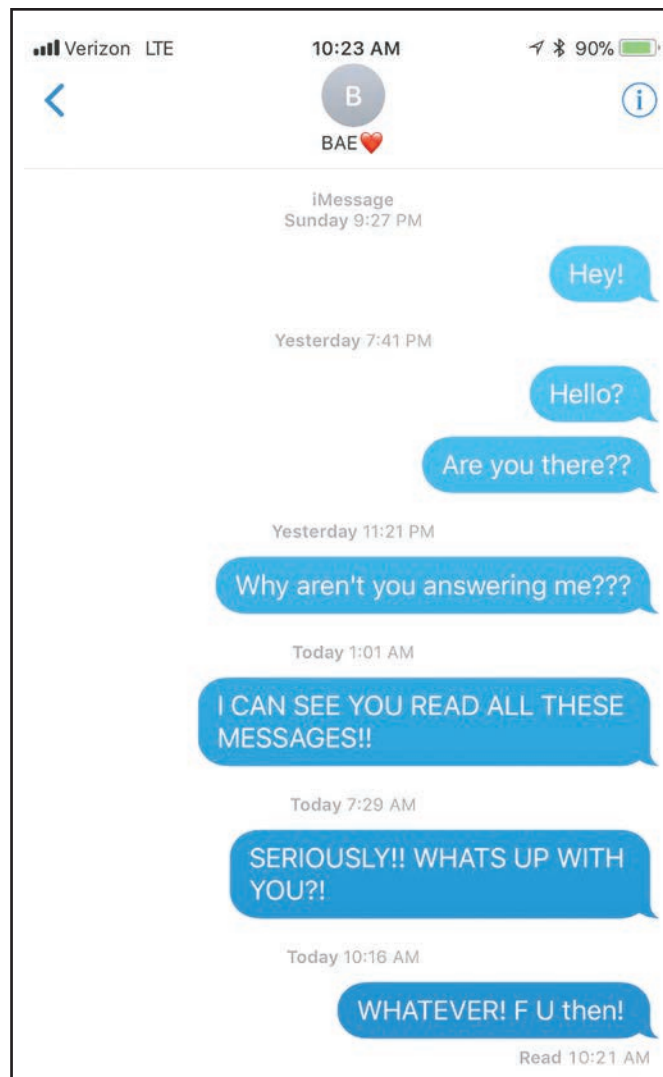 Verizon LTE 10:23 AM 90%
B
BAE❤️
iMessage
Sunday 9:27 PM
Hey!
Yesterday 7:41 PM
Hello?
Are you there??
Yesterday 11:21 PM
Why aren't you answering me???
Today 1:01 AM
I CAN SEE YOU READ ALL THESE
MESSAGES!!
Today 7:29 AM
SERIOUSLY!! WHATS UP WITH
YOU?!
Today 10:16 AM
WHATEVER! F U then!
Read 10:21 AM